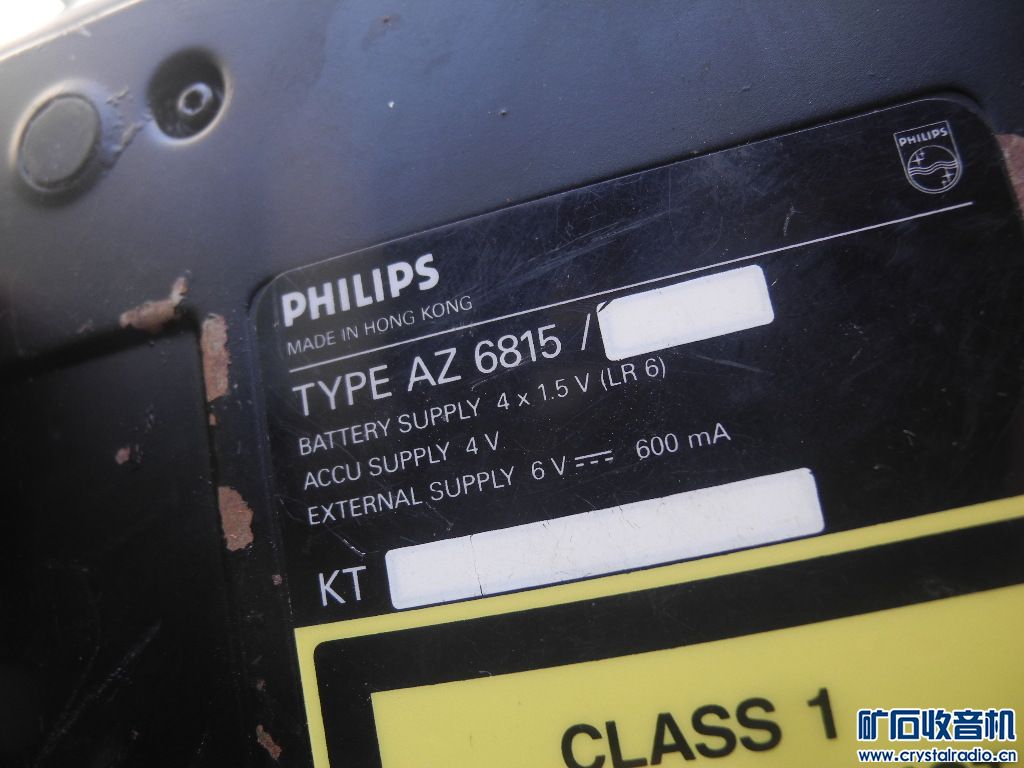 PHILIPS
PHILIPS
MADE IN HONG KONG
TYPE AZ 6815 /
BATTERY SUPPLY 4 x 1.5 V (LR 6)
ACCU SUPPLY 4 V
EXTERNAL SUPPLY 6 V ⎓ 600 mA
KT
CLASS 1
矿石收音机
www.crystalradio.cn